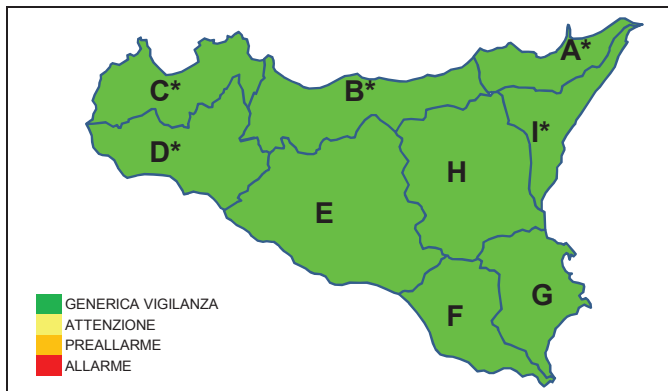 A*
C*
B*
I*
D*
H
E
G
F
GENERICA VIGILANZA
ATTENZIONE
PREALLARME
ALLARME